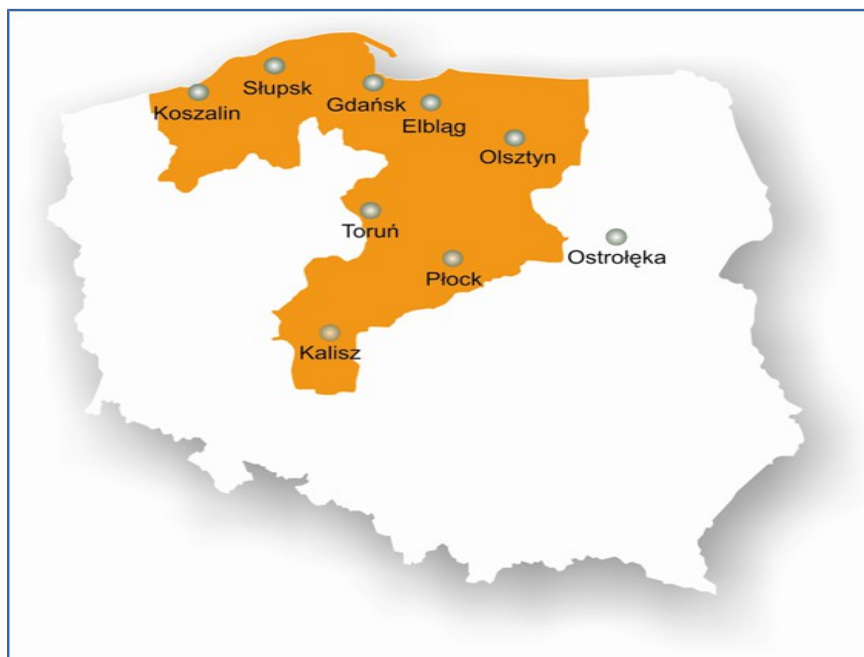 Słupsk
Koszalin
Gdańsk
Elbląg
Olsztyn
Toruń
Ostrołęka
Płock
Kalisz